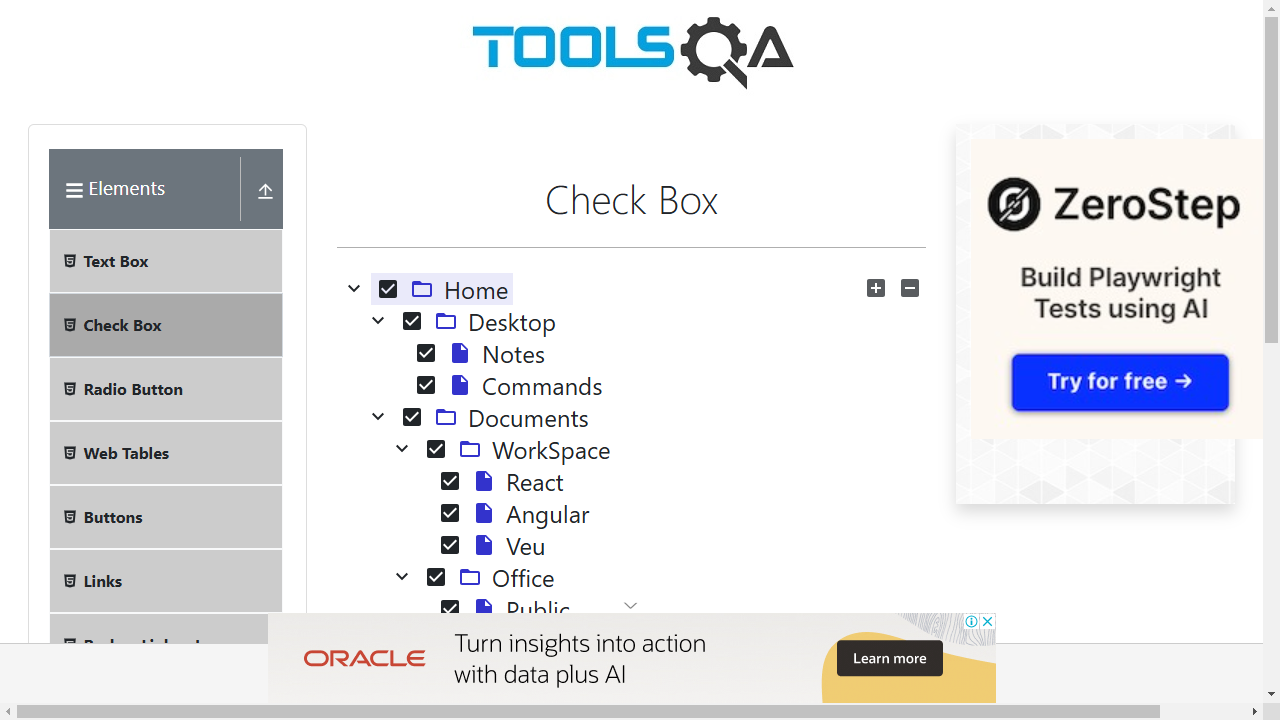 TOOLSQA
Elements
Text Box
Check Box
Radio Button
Web Tables
Buttons
Links
Check Box
Home
Desktop
Notes
Commands
Documents
WorkSpace
React
Angular
Veu
Office
Public
ZeroStep
Build Playwright
Tests using AI
Try for free →
ORACLE
Turn insights into action
with data plus AI
Learn more